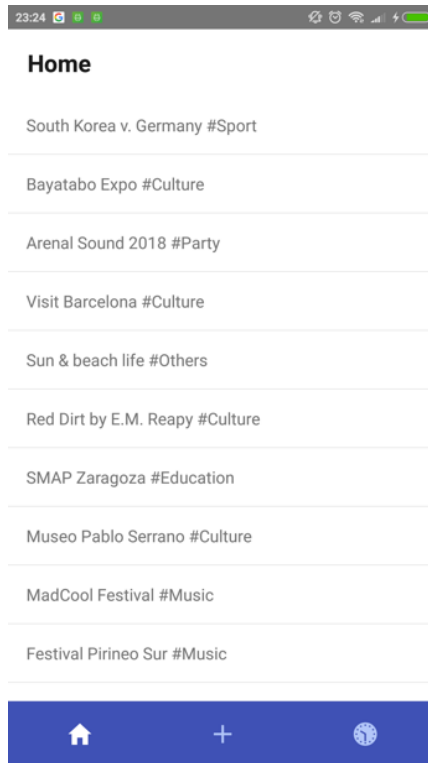 23:24
Home
South Korea v. Germany #Sport
Bayatabo Expo #Culture
Arenal Sound 2018 #Party
Visit Barcelona #Culture
Sun & beach life #Others
Red Dirt by E.M. Reapy #Culture
SMAP Zaragoza #Education
Museo Pablo Serrano #Culture
MadCool Festival #Music
Festival Pirineo Sur #Music